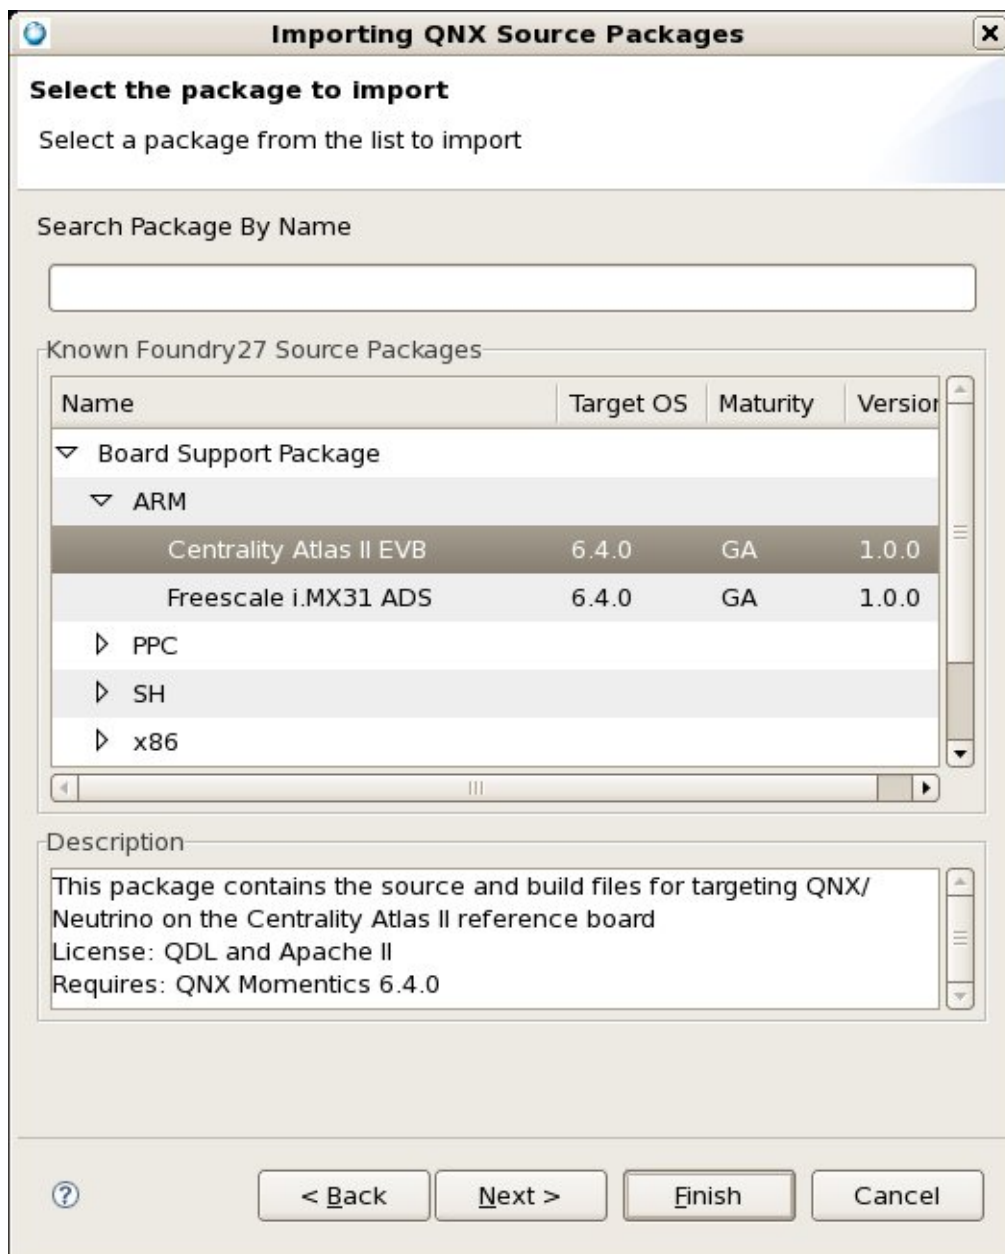 Importing QNX Source Packages
Select the package to import
Select a package from the list to import
Search Package By Name
Known Foundry27 Source Packages
Name Target OS Maturity Version
Board Support Package
ARM
Centrality Atlas II EVB 6.4.0 GA 1.0.0
Freescale i.MX31 ADS 6.4.0 GA 1.0.0
PPC
SH
x86
Description
This package contains the source and build files for targeting QNX/
Neutrino on the Centrality Atlas II reference board
License: QDL and Apache II
Requires: QNX Momentics 6.4.0
? < Back Next > Finish Cancel